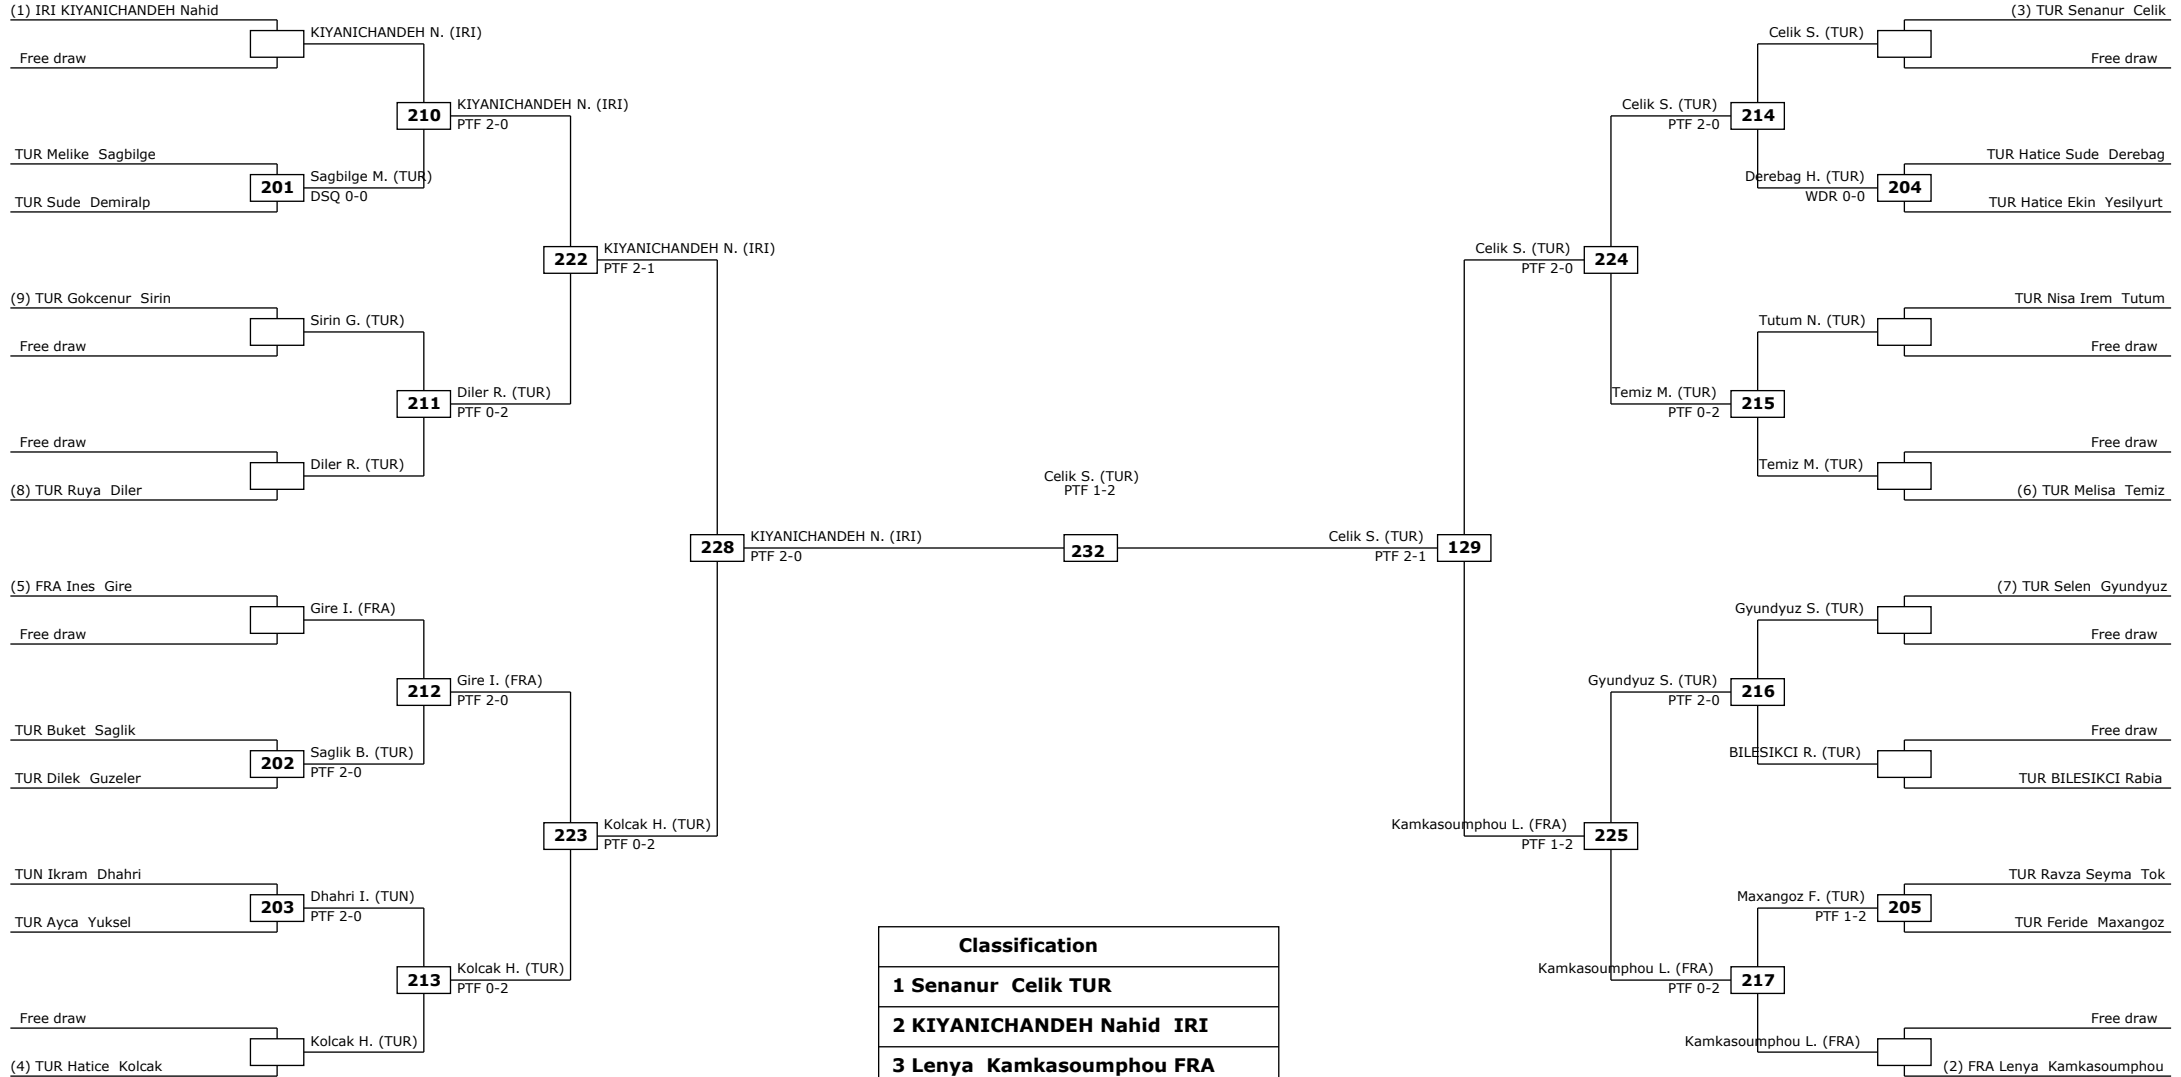 (1) IRI KIYANICHANDEH Nahid
KIYANICHANDEH N. (IRI)
Free draw
210
KIYANICHANDEH N. (IRI)
PTF 2-0
TUR Melike Sagbilge
201
Sagbilge M. (TUR)
DSQ 0-0
TUR Sude Demiralp
222
KIYANICHANDEH N. (IRI)
PTF 2-1
(9) TUR Gokcenur Sirin
Sirin G. (TUR)
Free draw
211
Diler R. (TUR)
PTF 0-2
Free draw
Diler R. (TUR)
(8) TUR Ruya Diler
228
KIYANICHANDEH N. (IRI)
PTF 2-0
(5) FRA Ines Gire
Gire I. (FRA)
Free draw
212
Gire I. (FRA)
PTF 2-0
TUR Buket Saglik
202
Saglik B. (TUR)
PTF 2-0
TUR Dilek Guzeler
223
Kolcak H. (TUR)
PTF 0-2
TUN Ikram Dhahri
203
Dhahri I. (TUN)
PTF 2-0
TUR Ayca Yuksel
213
Kolcak H. (TUR)
PTF 0-2
Free draw
Kolcak H. (TUR)
(4) TUR Hatice Kolcak
Celik S. (TUR)
PTF 1-2
232
(3) TUR Senanur Celik
Celik S. (TUR)
Free draw
Celik S. (TUR)
PTF 2-0
214
TUR Hatice Sude Derebag
Derebag H. (TUR)
WDR 0-0
204
TUR Hatice Ekin Yesilyurt
Celik S. (TUR)
PTF 2-0
224
TUR Nisa Irem Tutum
Tutum N. (TUR)
Free draw
Temiz M. (TUR)
PTF 0-2
215
Free draw
Temiz M. (TUR)
(6) TUR Melisa Temiz
Celik S. (TUR)
PTF 2-1
129
(7) TUR Selen Gyundyuz
Gyundyuz S. (TUR)
Free draw
Gyundyuz S. (TUR)
PTF 2-0
216
Free draw
BILESIKCI R. (TUR)
TUR BILESIKCI Rabia
Kamkasoumphou L. (FRA)
PTF 1-2
225
TUR Ravza Seyma Tok
Maxangoz F. (TUR)
PTF 1-2
205
TUR Feride Maxangoz
Kamkasoumphou L. (FRA)
PTF 0-2
217
Free draw
Kamkasoumphou L. (FRA)
(2) FRA Lenya Kamkasoumphou
Classification
1 Senanur Celik TUR
2 KIYANICHANDEH Nahid IRI
3 Lenya Kamkasoumphou FRA